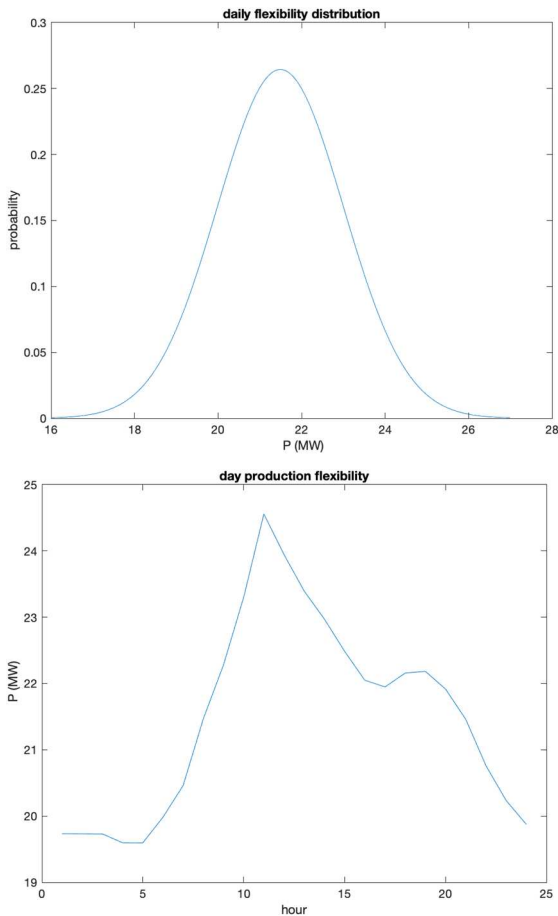 daily flexibility distribution
0.3
0.25
0.2
0.15
0.1
0.05
0
probability
16 18 20 22 24 26 28
P (MW)
day production flexibility
25
24
23
22
21
20
19
P (MW)
0 5 10 15 20 25
hour